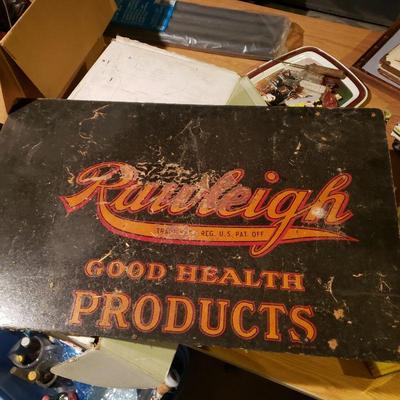 Rawleigh
TRADE MARK REG. U.S. PAT. OFF.
GOOD HEALTH
PRODUCTS